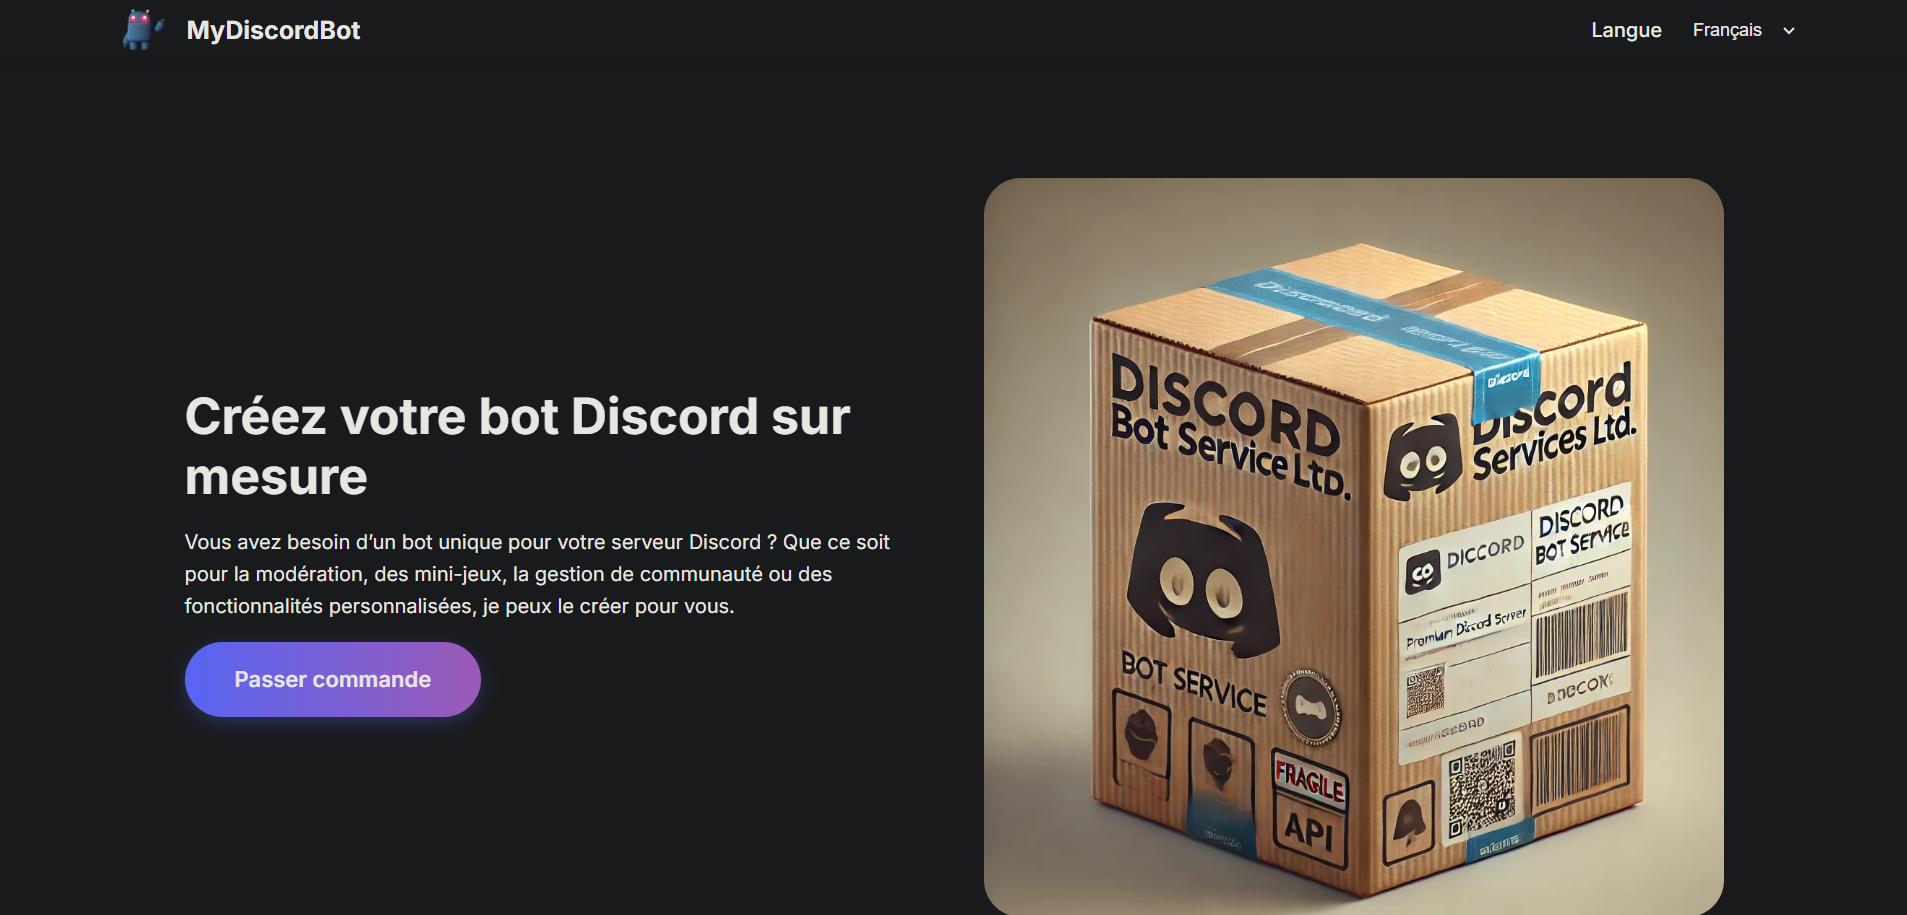 MyDiscordBot
Langue
Français
Créez votre bot Discord sur
mesure
Vous avez besoin d’un bot unique pour votre serveur Discord ? Que ce soit
pour la modération, des mini-jeux, la gestion de communauté ou des
fonctionnalités personnalisées, je peux le créer pour vous.
Passer commande
DISCORD
Bot Service Ltd.
BOT SERVICE
FRAGILE
API
Discord
Services Ltd.
DICCORD
DISCORD
BOT SERVICE